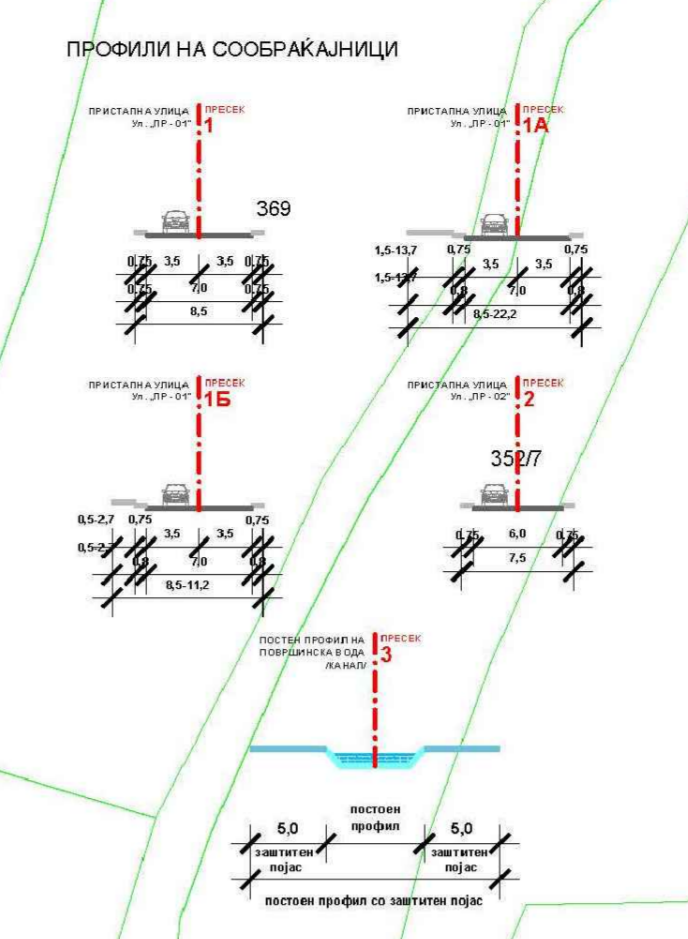 ПРОФИЛИ НА СООБРАЌАЈНИЦИ
ПРИСТАПНА УЛИЦА
Ул. „ПР - 01"
ПРЕСЕК
1
369
0,75 3,5 3,5 0,75
0,75 7,0 0,75
8,5
ПРИСТАПНА УЛИЦА
Ул. „ПР - 01"
ПРЕСЕК
1А
1,5-13,7 0,75 0,75
3,5 3,5
1,5-13,7
0,8 7,0 0,8
8,5-22,2
ПРИСТАПНА УЛИЦА
Ул. „ПР - 01"
ПРЕСЕК
1Б
0,5-2,7 0,75 0,75
3,5 3,5
0,5-2,7
0,8 7,0 0,8
8,5-11,2
ПРИСТАПНА УЛИЦА
Ул. „ПР - 02"
ПРЕСЕК
2
352/7
0,75 6,0 0,75
7,5
ПОСТЕН ПРОФИЛ НА
ПОВРШИНСКА ВОДА
/КАНАЛ/
ПРЕСЕК
3
постоен
профил
5,0 5,0
заштитен заштитен
појас појас
постоен профил со заштитен појас